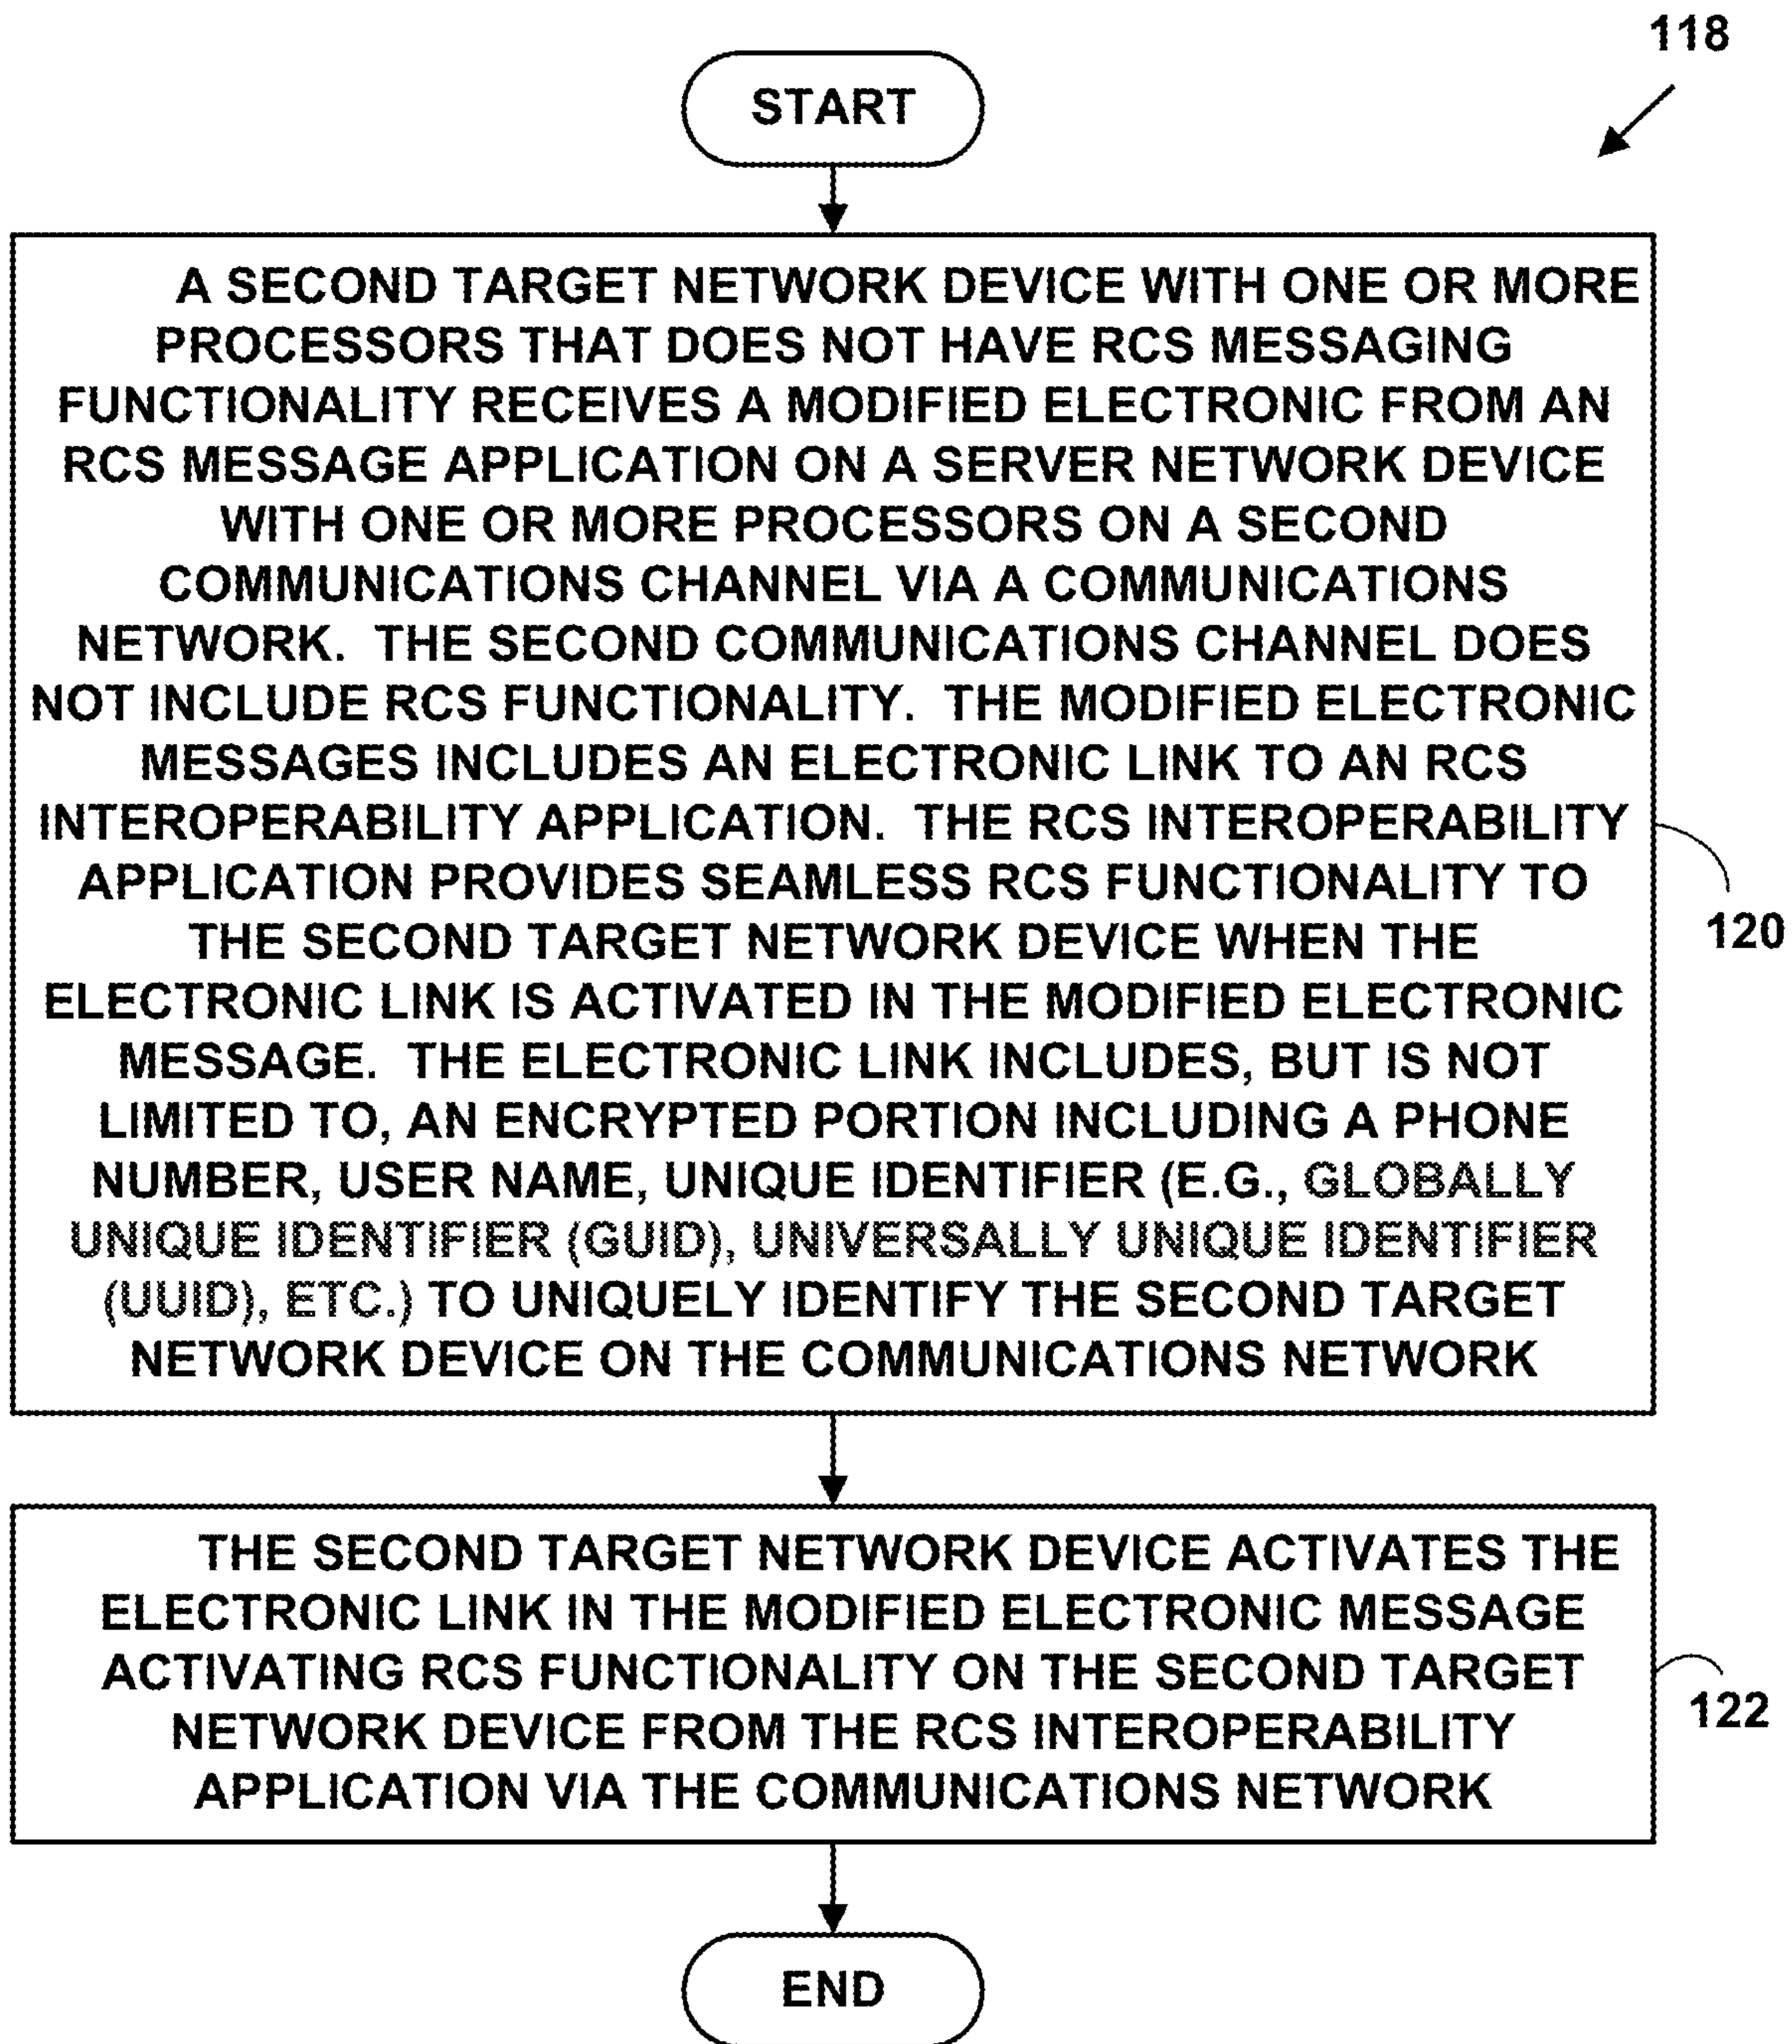 118
START
A SECOND TARGET NETWORK DEVICE WITH ONE OR MORE
PROCESSORS THAT DOES NOT HAVE RCS MESSAGING
FUNCTIONALITY RECEIVES A MODIFIED ELECTRONIC FROM AN
RCS MESSAGE APPLICATION ON A SERVER NETWORK DEVICE
WITH ONE OR MORE PROCESSORS ON A SECOND
COMMUNICATIONS CHANNEL VIA A COMMUNICATIONS
NETWORK. THE SECOND COMMUNICATIONS CHANNEL DOES
NOT INCLUDE RCS FUNCTIONALITY. THE MODIFIED ELECTRONIC
MESSAGES INCLUDES AN ELECTRONIC LINK TO AN RCS
INTEROPERABILITY APPLICATION. THE RCS INTEROPERABILITY
APPLICATION PROVIDES SEAMLESS RCS FUNCTIONALITY TO
THE SECOND TARGET NETWORK DEVICE WHEN THE
ELECTRONIC LINK IS ACTIVATED IN THE MODIFIED ELECTRONIC
MESSAGE. THE ELECTRONIC LINK INCLUDES, BUT IS NOT
LIMITED TO, AN ENCRYPTED PORTION INCLUDING A PHONE
NUMBER, USER NAME, UNIQUE IDENTIFIER (E.G., GLOBALLY
UNIQUE IDENTIFIER (GUID), UNIVERSALLY UNIQUE IDENTIFIER
(UUID), ETC.) TO UNIQUELY IDENTIFY THE SECOND TARGET
NETWORK DEVICE ON THE COMMUNICATIONS NETWORK
120
THE SECOND TARGET NETWORK DEVICE ACTIVATES THE
ELECTRONIC LINK IN THE MODIFIED ELECTRONIC MESSAGE
ACTIVATING RCS FUNCTIONALITY ON THE SECOND TARGET
NETWORK DEVICE FROM THE RCS INTEROPERABILITY
APPLICATION VIA THE COMMUNICATIONS NETWORK
122
END